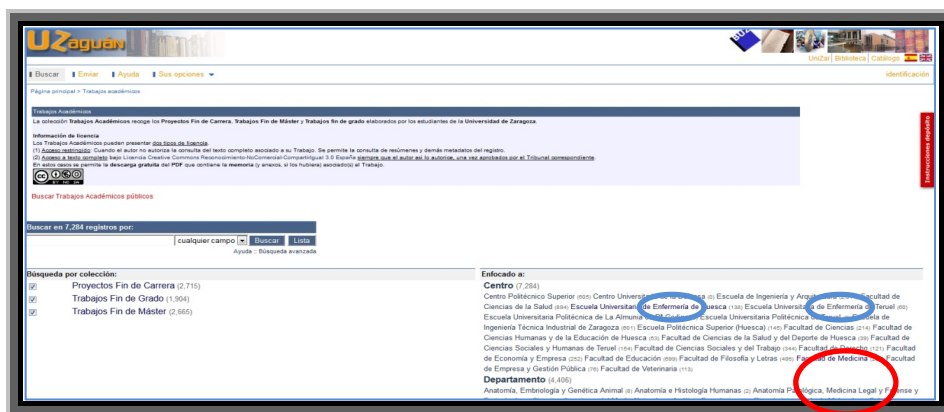 UZaguán
BUZ
UniZar | Biblioteca | Catálogo
Buscar Enviar Ayuda Sus opciones
identificación
Página principal > Trabajos académicos
Trabajos Académicos
La colección Trabajos Académicos recoge los Proyectos Fin de Carrera, Trabajos Fin de Máster y Trabajos fin de grado elaborados por los estudiantes de la Universidad de Zaragoza.
Información de licencia
Los Trabajos Académicos pueden presentar dos tipos de licencia.
(1) Acceso restringido: Cuando el autor no autoriza la consulta del texto completo asociado a su Trabajo. Se permite la consulta de resúmenes y demás metadatos del registro.
(2) Acceso a texto completo bajo Licencia Creative Commons Reconocimiento-NoComercial-CompartirIgual 3.0 España siempre que el autor así lo autorice, una vez aprobados por el Tribunal correspondiente.
En estos casos se permite la descarga gratuita del PDF que contiene la memoria (y anexos, si los hubiera) asociado(s) al Trabajo.
cc BY NC SA
Instrucciones depósito
Buscar Trabajos Académicos públicos
Buscar en 7,284 registros por:
cualquier campo Buscar Lista
Ayuda :: Búsqueda avanzada
Búsqueda por colección:
Proyectos Fin de Carrera (2,715)
Trabajos Fin de Grado (1,904)
Trabajos Fin de Máster (2,665)
Enfocado a:
Centro (7,284)
Centro Politécnico Superior (605) Centro Universitario de la Defensa (0) Escuela de Ingeniería y Facultad de
Ciencias de la Salud (694) Escuela Universitaria de Enfermería de Huesca (138) Escuela Universitaria de Enfermería de Teruel (60)
Escuela Universitaria Politécnica de La Almunia Escuela Universitaria Politécnica de Escuela de
Ingeniería Técnica Industrial de Zaragoza (601) Escuela Politécnica Superior (Huesca) (145) Facultad de Ciencias (214) Facultad de
Ciencias Humanas y de la Educación de Huesca (53) Facultad de Ciencias de la Salud y del Deporte de Huesca (39) Facultad de
Ciencias Sociales y Humanas de Teruel (154) Facultad de Ciencias Sociales y del Trabajo (344) Facultad de Derecho (121) Facultad
de Economía y Empresa (252) Facultad de Educación (699) Facultad de Filosofía y Letras (495) Facultad de Medicina Facultad
de Empresa y Gestión Pública (76) Facultad de Veterinaria (113)
Departamento (4,406)
Anatomía, Embriología y Genética Animal (8) Anatomía e Histología Humanas (2) Anatomía Patológica, Medicina Legal y Forense y